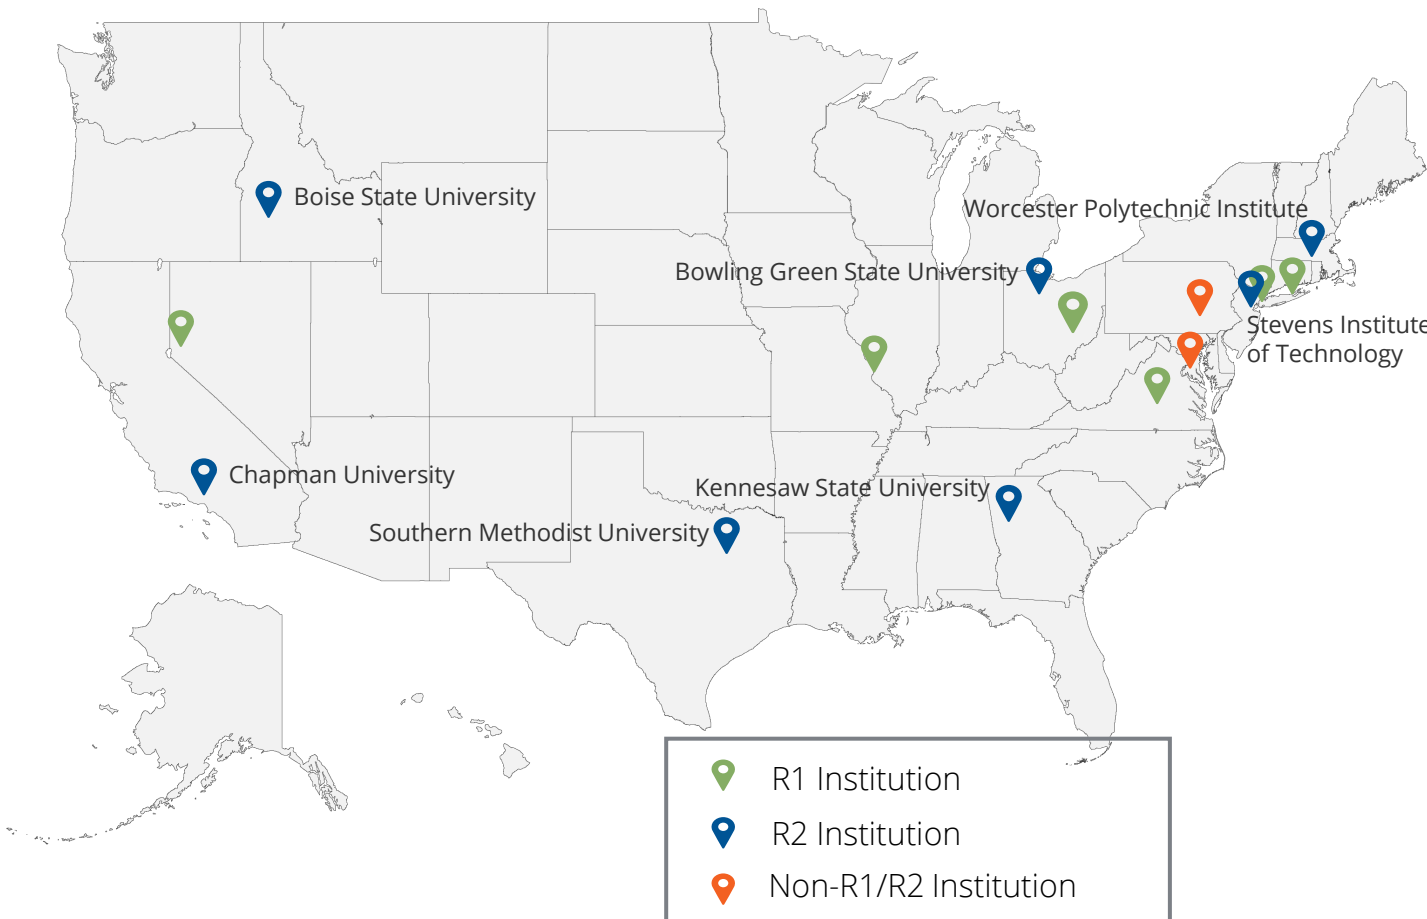 Boise State University
Worcester Polytechnic Institute
Bowling Green State University
Stevens Institute
of Technology
Chapman University
Kennesaw State University
Southern Methodist University
R1 Institution
R2 Institution
Non-R1/R2 Institution